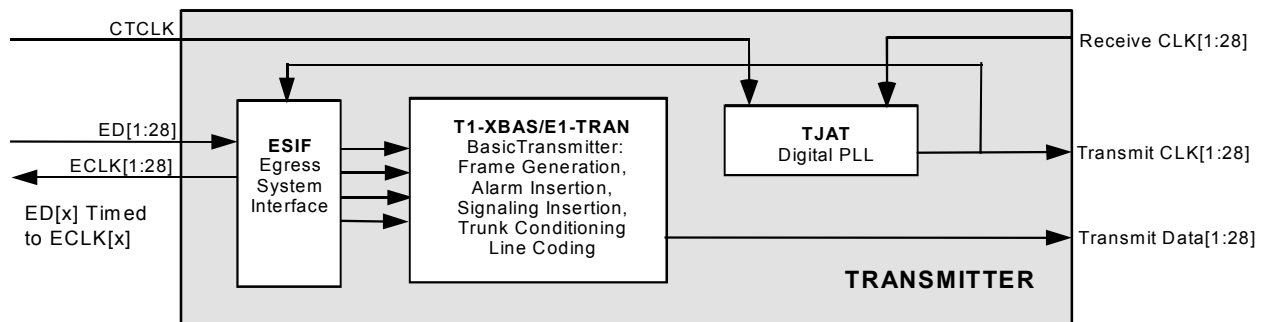 CTCLK
Receive CLK[1:28]
ED[1:28]
ECLK[1:28]
ED[x] Timed
to ECLK[x]
ESIF
Egress
System
Interface
T1-XBAS/E1-TRAN
BasicTransmitter:
Frame Generation,
Alarm Insertion,
Signaling Insertion,
Trunk Conditioning
Line Coding
TJAT
Digital PLL
Transmit CLK[1:28]
Transmit Data[1:28]
TRANSMITTER